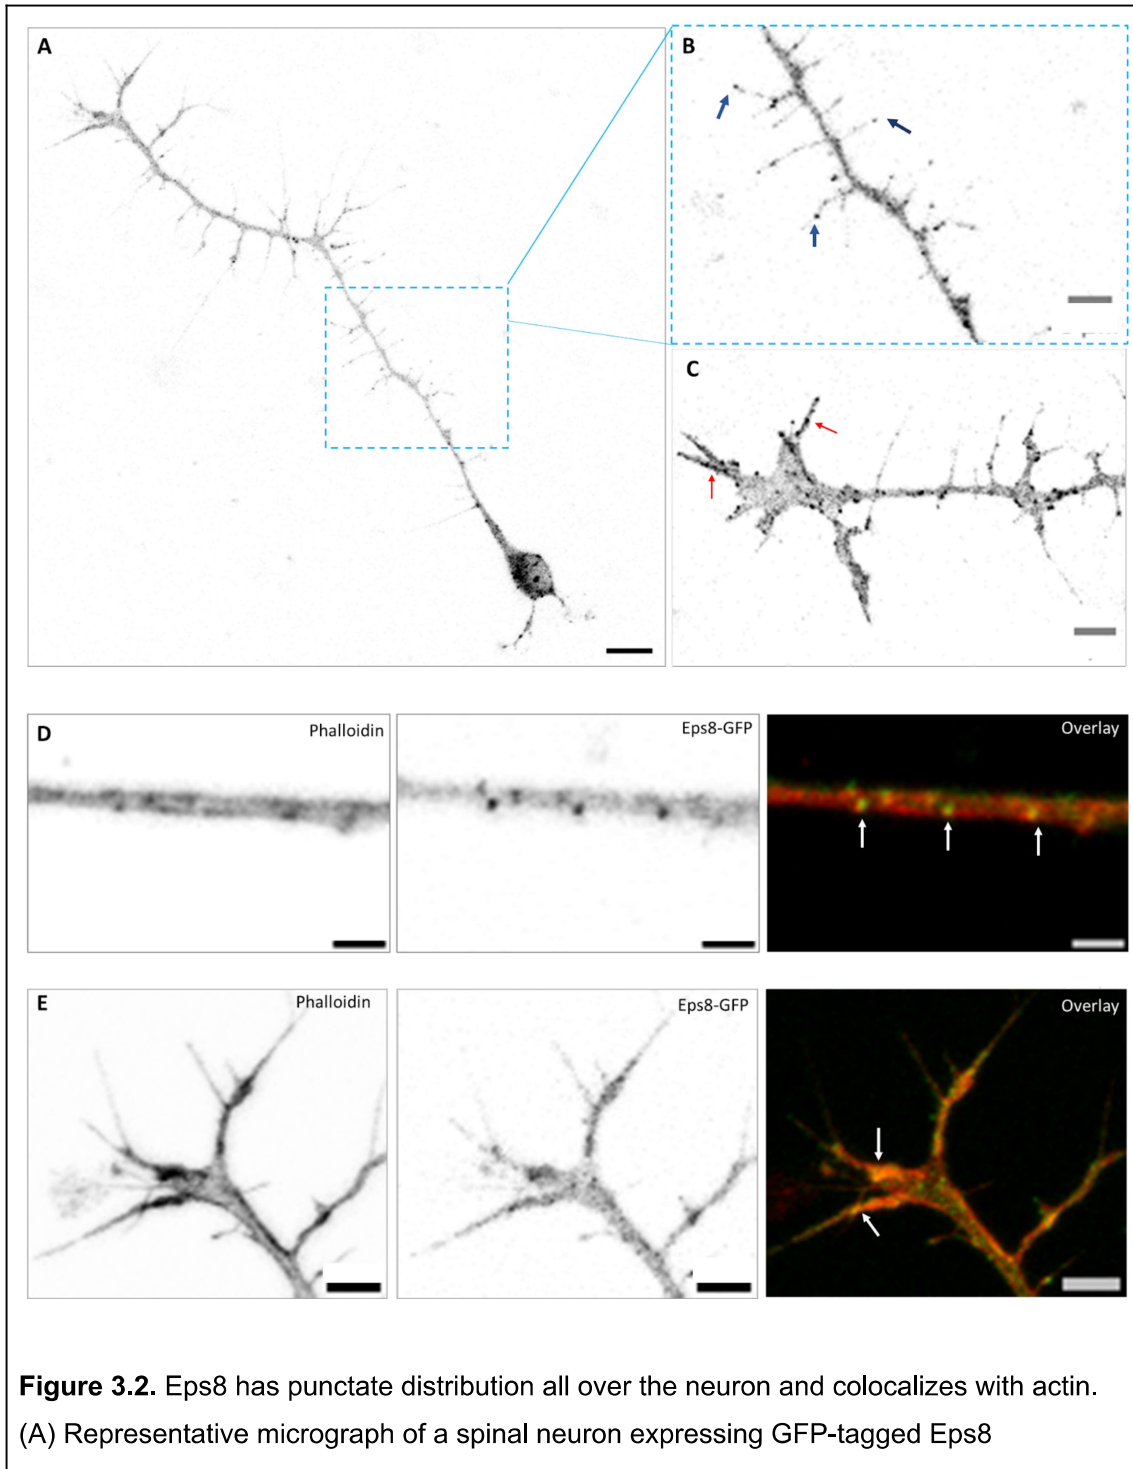 A
B
C
D
Phalloidin
Eps8-GFP
Overlay
E
Phalloidin
Eps8-GFP
Overlay
Figure 3.2. Eps8 has punctate distribution all over the neuron and colocalizes with actin.
(A) Representative micrograph of a spinal neuron expressing GFP-tagged Eps8